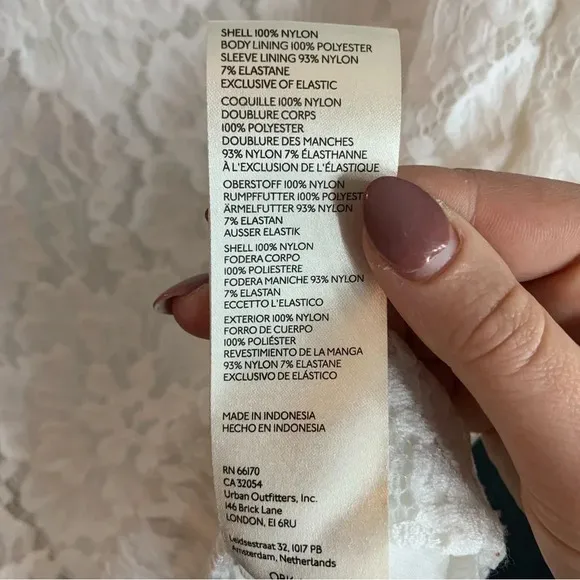 SHELL 100% NYLON
BODY LINING 100% POLYESTER
SLEEVE LINING 93% NYLON
7% ELASTANE
EXCLUSIVE OF ELASTIC
COQUILLE 100% NYLON
DOUBLURE CORPS
100% POLYESTER
DOUBLURE DES MANCHES
93% NYLON 7% ÉLASTHANNE
À L'EXCLUSION DE L'ÉLASTIQUE
OBERSTOFF 100% NYLON
RUMPFFUTTER 100% POLYEST
ÄRMELFUTTER 93% NYLON
7% ELASTAN
AUSSER ELASTIK
SHELL 100% NYLON
FODERA CORPO
100% POLIESTERE
FODERA MANICHE 93% NYLON
7% ELASTAN
ECCETTO L'ELASTICO
EXTERIOR 100% NYLON
FORRO DE CUERPO
100% POLIÉSTER
REVESTIMIENTO DE LA MANGA
93% NYLON 7% ELASTANE
EXCLUSIVO DE ELÁSTICO
MADE IN INDONESIA
HECHO EN INDONESIA
RN 66170
CA 32054
Urban Outfitters, Inc.
146 Brick Lane
LONDON, E1 6RU
Leidsestraat 32, 1017 PB
Amsterdam, Netherlands